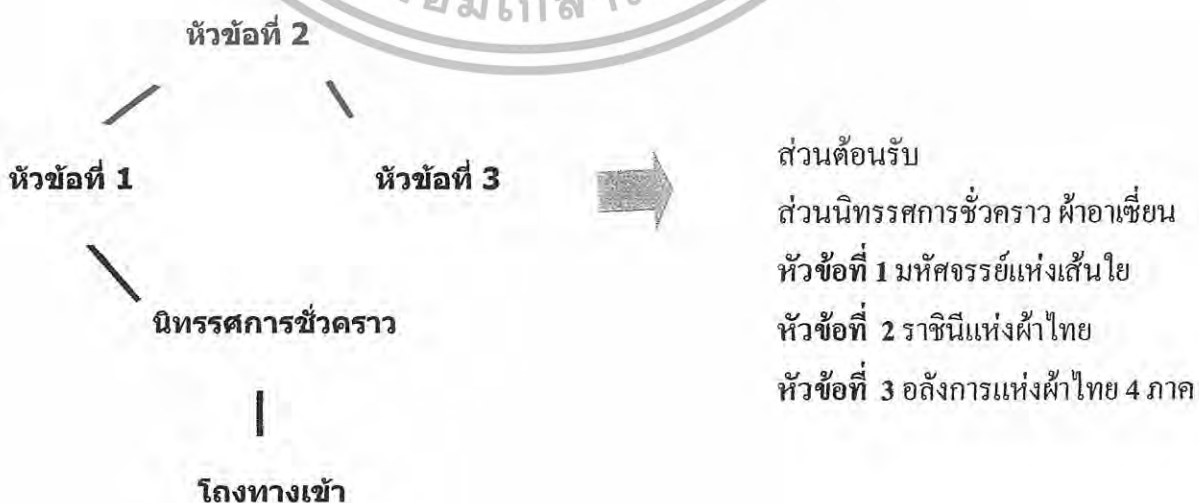 หัวข้อที่ 2
หัวข้อที่ 1
หัวข้อที่ 3
นิทรรศการชั่วคราว
โถงทางเข้า
ส่วนต้อนรับ
ส่วนนิทรรศการชั่วคราว ผ้าอาเซี่ยน
หัวข้อที่ 1 มหัศจรรย์แห่งเส้นใย
หัวข้อที่ 2 ราชินีแห่งผ้าไทย
หัวข้อที่ 3 อลังการแห่งผ้าไทย 4 ภาค